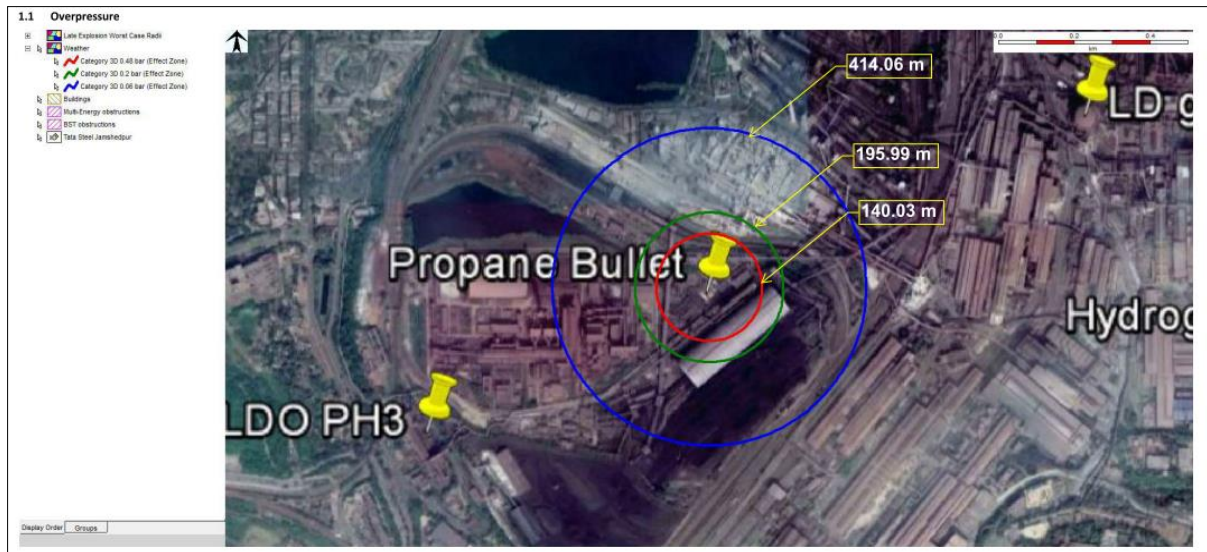 1.1 Overpressure
Late Explosion Worst Case Radii
Weather
Category 3D 0.48 bar (Effect Zone)
Category 3D 0.2 bar (Effect Zone)
Category 3D 0.06 bar (Effect Zone)
Buildings
Multi-Energy obstructions
BST obstructions
Tata Steel Jamshedpur
0.0 0.2 0.4
km
414.06 m
LD g
195.99 m
140.03 m
Propane Bullet
Hydrog
LDO PH3
Display Order Groups